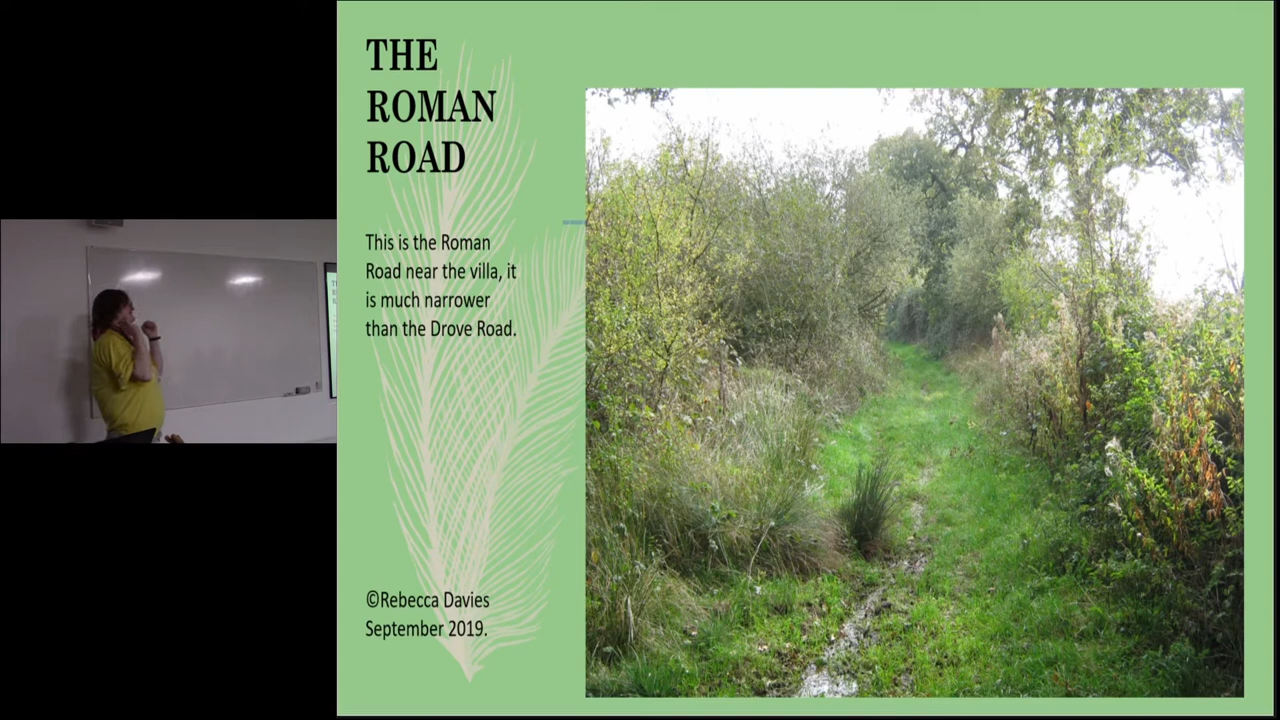 THE
ROMAN
ROAD
This is the Roman
Road near the villa, it
is much narrower
than the Drove Road.
©Rebecca Davies
September 2019.